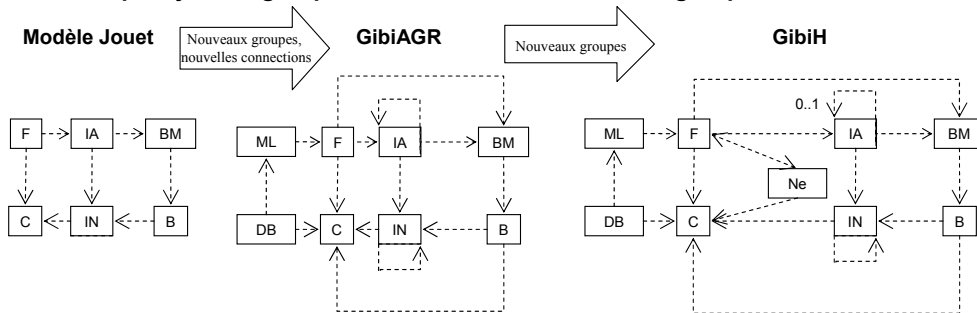 Modèle Jouet
Nouveaux groupes,
nouvelles connections
GibiAGR
Nouveaux groupes
GibiH
F
IA
BM
C
IN
B
ML
F
IA
BM
DB
C
IN
B
0..1
ML
F
IA
BM
Ne
DB
C
IN
B